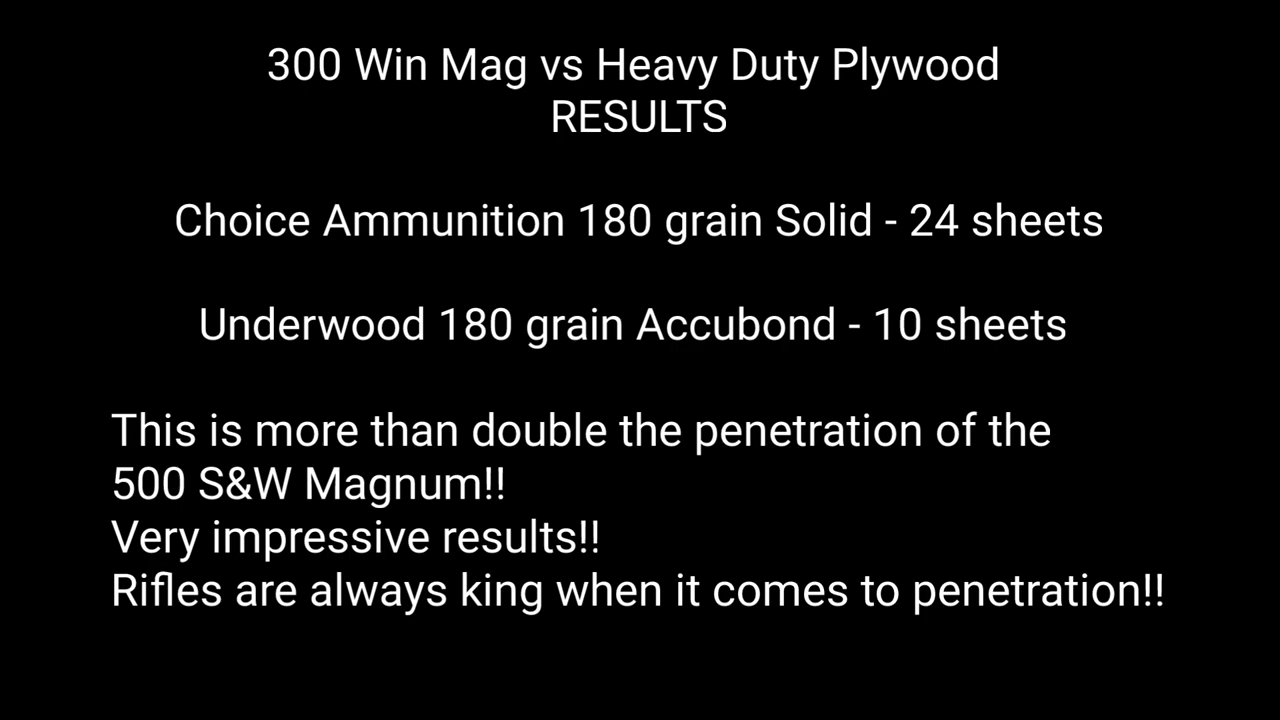 300 Win Mag vs Heavy Duty Plywood
RESULTS
Choice Ammunition 180 grain Solid - 24 sheets
Underwood 180 grain Accubond - 10 sheets
This is more than double the penetration of the
500 S&W Magnum!!
Very impressive results!!
Rifles are always king when it comes to penetration!!